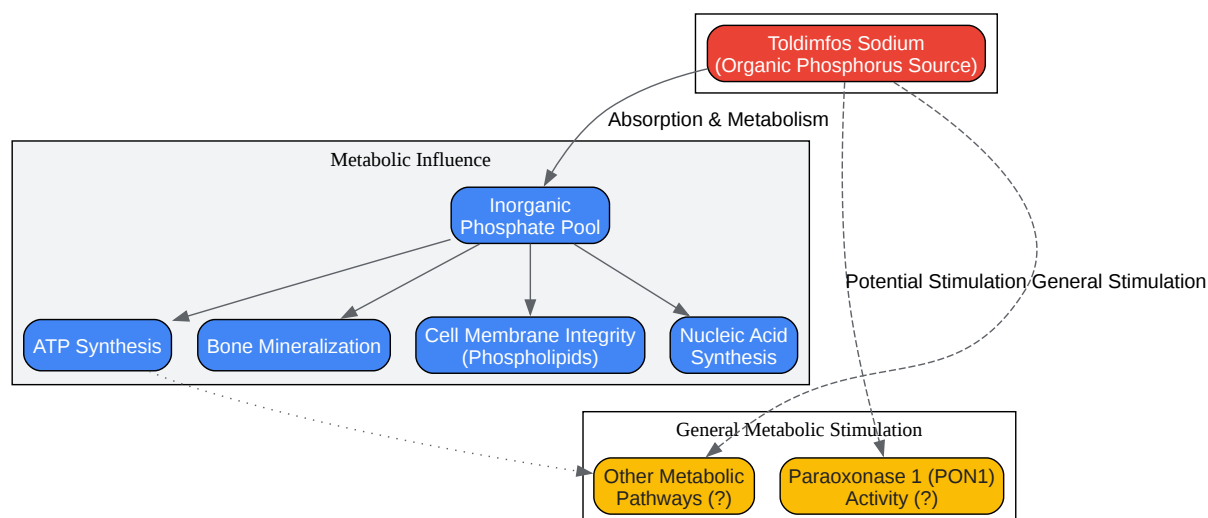 Toldimfos Sodium
(Organic Phosphorus Source)
Absorption & Metabolism
Metabolic Influence
Inorganic
Phosphate Pool
Potential Stimulation
General Stimulation
ATP Synthesis
Bone Mineralization
Cell Membrane Integrity
(Phospholipids)
Nucleic Acid
Synthesis
General Metabolic Stimulation
Other Metabolic
Pathways (?)
Paraoxonase 1 (PON1)
Activity (?)